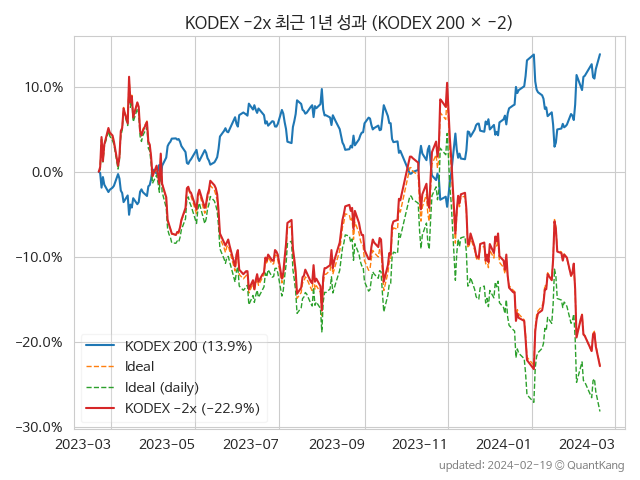 KODEX -2x 최근 1년 성과 (KODEX 200 × -2)
10.0%
0.0%
-10.0%
-20.0%
-30.0%
KODEX 200 (13.9%)
Ideal
Ideal (daily)
KODEX -2x (-22.9%)
2023-03 2023-05 2023-07 2023-09 2023-11 2024-01 2024-03
updated: 2024-02-19 © QuantKang